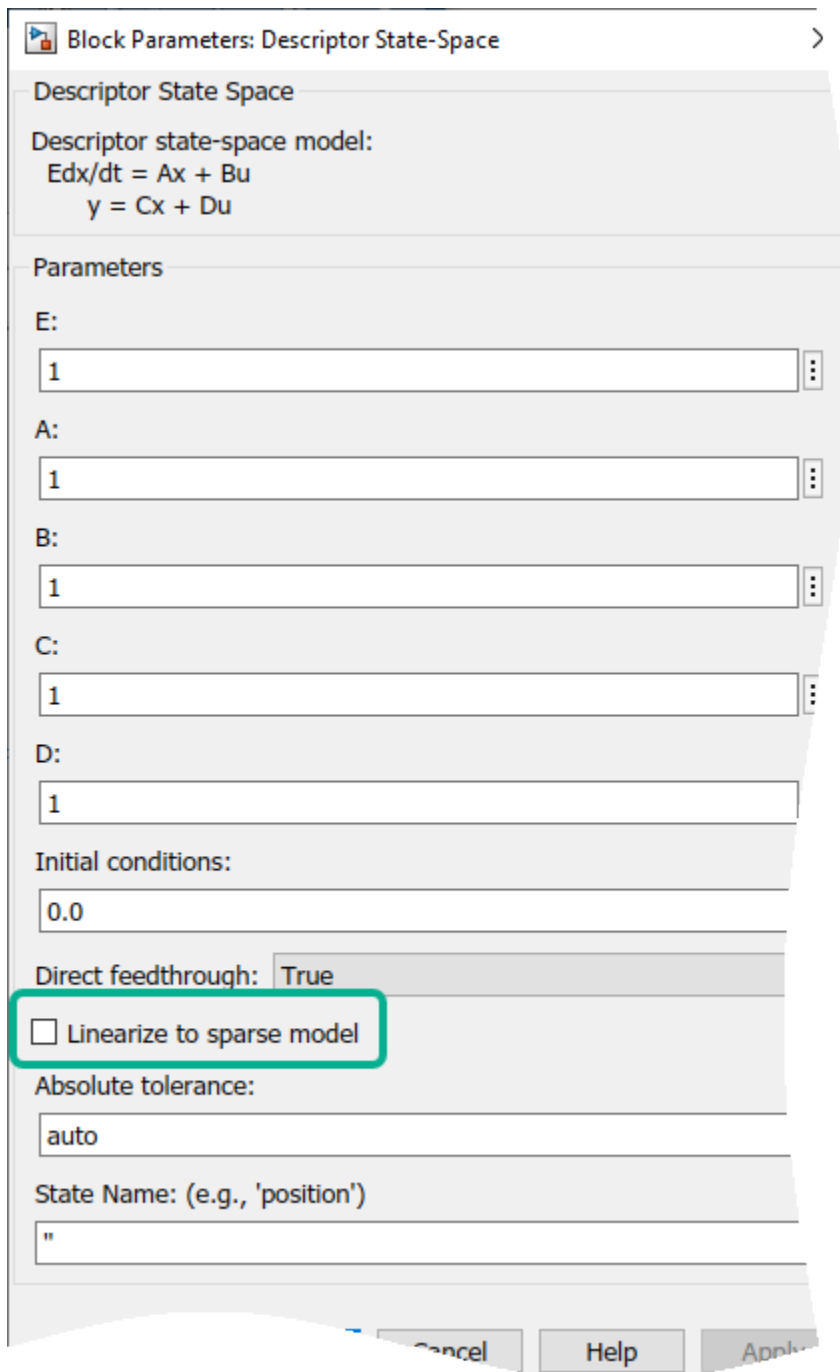 Block Parameters: Descriptor State-Space
Descriptor State Space
Descriptor state-space model:
Edx/dt = Ax + Bu
y = Cx + Du
Parameters
E:
1
A:
1
B:
1
C:
1
D:
1
Initial conditions:
0.0
Direct feedthrough: True
Linearize to sparse model
Absolute tolerance:
auto
State Name: (e.g., 'position')
''
Cancel Help Apply